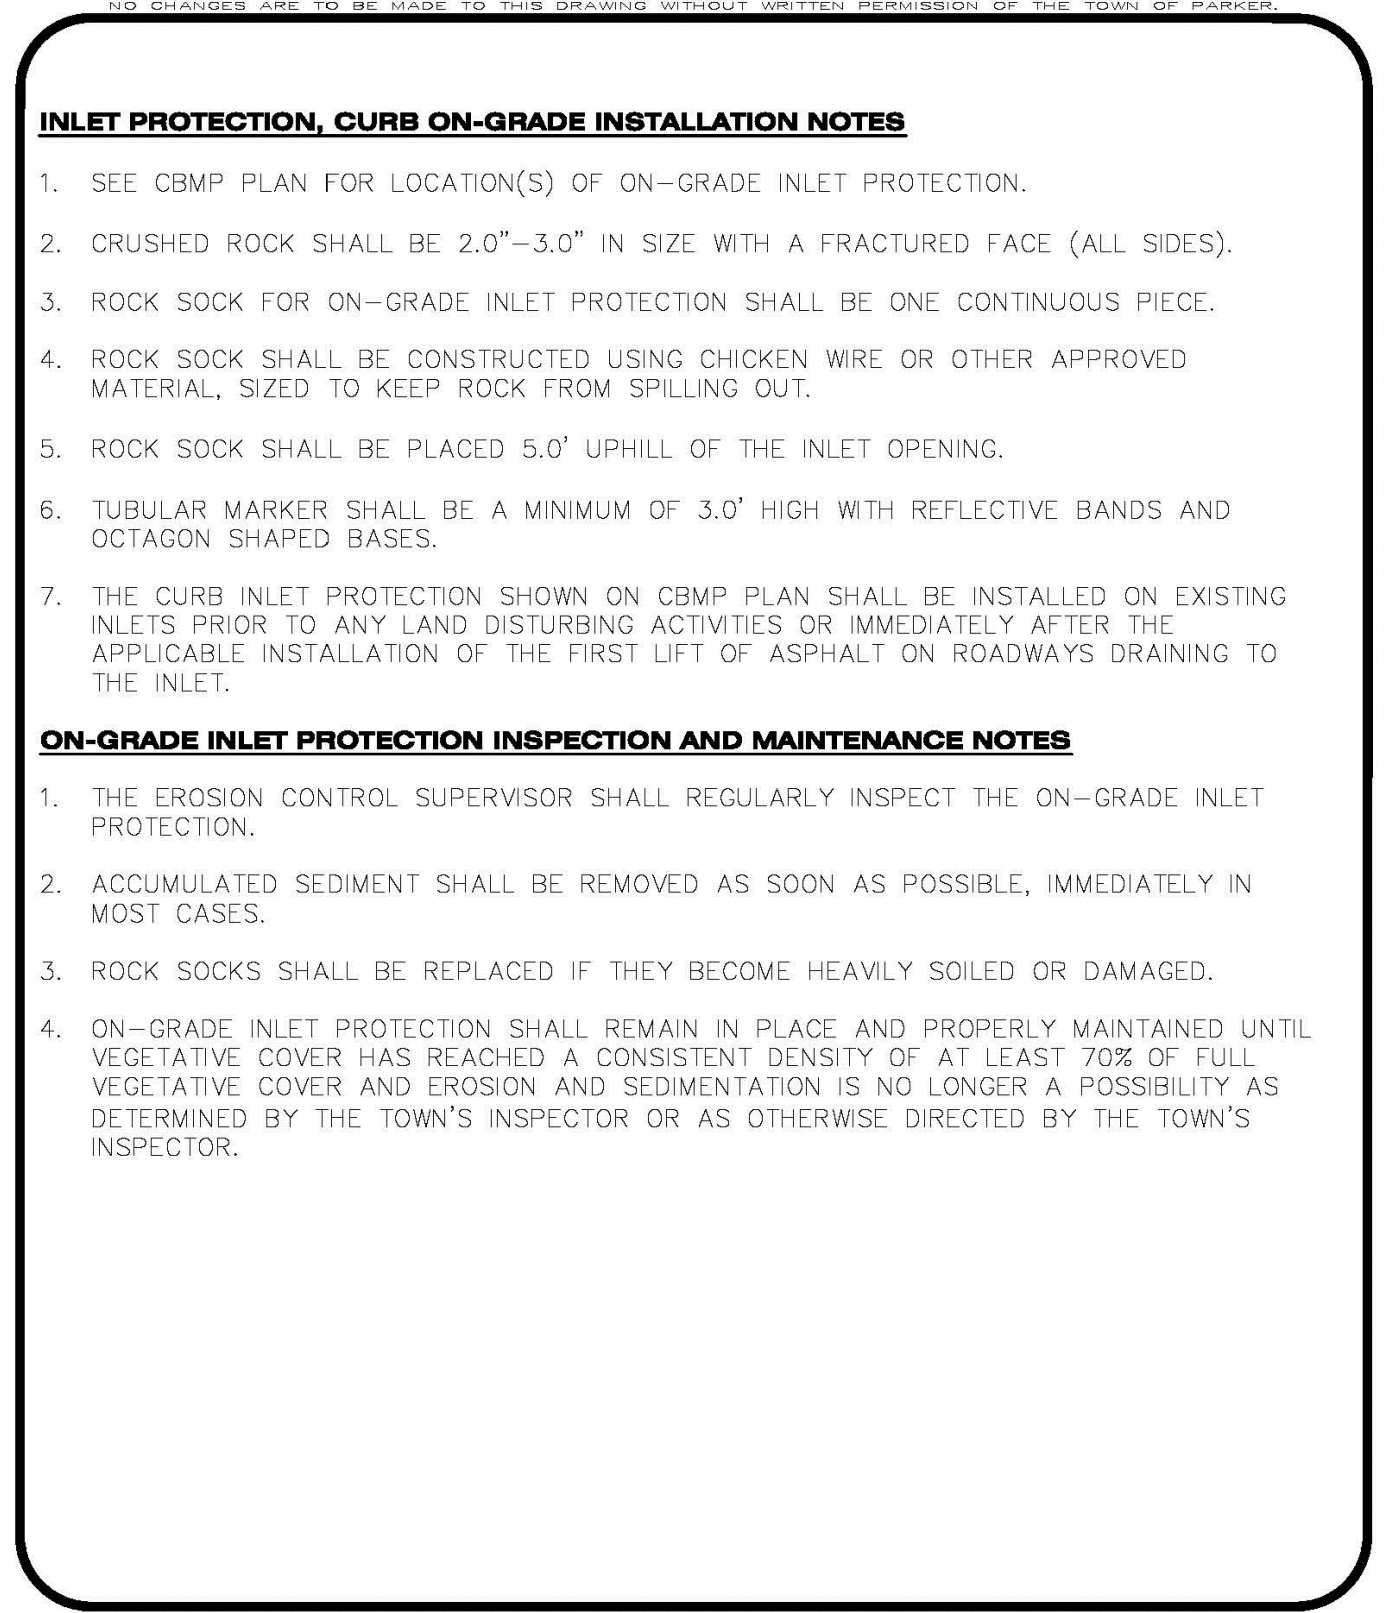 NO CHANGES ARE TO BE MADE TO THIS DRAWING WITHOUT WRITTEN PERMISSION OF THE TOWN OF PARKER.
INLET PROTECTION, CURB ON-GRADE INSTALLATION NOTES
1. SEE CBMP PLAN FOR LOCATION(S) OF ON-GRADE INLET PROTECTION.
2. CRUSHED ROCK SHALL BE 2.0"-3.0" IN SIZE WITH A FRACTURED FACE (ALL SIDES).
3. ROCK SOCK FOR ON-GRADE INLET PROTECTION SHALL BE ONE CONTINUOUS PIECE.
4. ROCK SOCK SHALL BE CONSTRUCTED USING CHICKEN WIRE OR OTHER APPROVED
MATERIAL, SIZED TO KEEP ROCK FROM SPILLING OUT.
5. ROCK SOCK SHALL BE PLACED 5.0' UPHILL OF THE INLET OPENING.
6. TUBULAR MARKER SHALL BE A MINIMUM OF 3.0' HIGH WITH REFLECTIVE BANDS AND
OCTAGON SHAPED BASES.
7. THE CURB INLET PROTECTION SHOWN ON CBMP PLAN SHALL BE INSTALLED ON EXISTING
INLETS PRIOR TO ANY LAND DISTURBING ACTIVITIES OR IMMEDIATELY AFTER THE
APPLICABLE INSTALLATION OF THE FIRST LIFT OF ASPHALT ON ROADWAYS DRAINING TO
THE INLET.
ON-GRADE INLET PROTECTION INSPECTION AND MAINTENANCE NOTES
1. THE EROSION CONTROL SUPERVISOR SHALL REGULARLY INSPECT THE ON-GRADE INLET
PROTECTION.
2. ACCUMULATED SEDIMENT SHALL BE REMOVED AS SOON AS POSSIBLE, IMMEDIATELY IN
MOST CASES.
3. ROCK SOCKS SHALL BE REPLACED IF THEY BECOME HEAVILY SOILED OR DAMAGED.
4. ON-GRADE INLET PROTECTION SHALL REMAIN IN PLACE AND PROPERLY MAINTAINED UNTIL
VEGETATIVE COVER HAS REACHED A CONSISTENT DENSITY OF AT LEAST 70% OF FULL
VEGETATIVE COVER AND EROSION AND SEDIMENTATION IS NO LONGER A POSSIBILITY AS
DETERMINED BY THE TOWN'S INSPECTOR OR AS OTHERWISE DIRECTED BY THE TOWN'S
INSPECTOR.